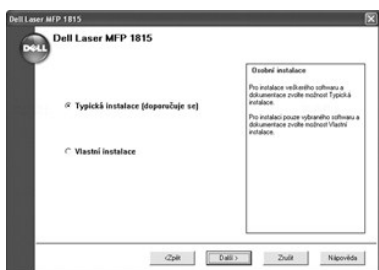 Dell Laser MFP 1815
DELL
Dell Laser MFP 1815
Osobní instalace
Pro instalace veškerého softwaru a
dokumentace zvolte možnost Typická
instalace.
Pro instalaci pouze vybraného softwaru a
dokumentace zvolte možnost Vlastní
instalace.
Typická instalace (doporučuje se)
Vlastní instalace
<Zpět
Další >
Zrušit
Nápověda